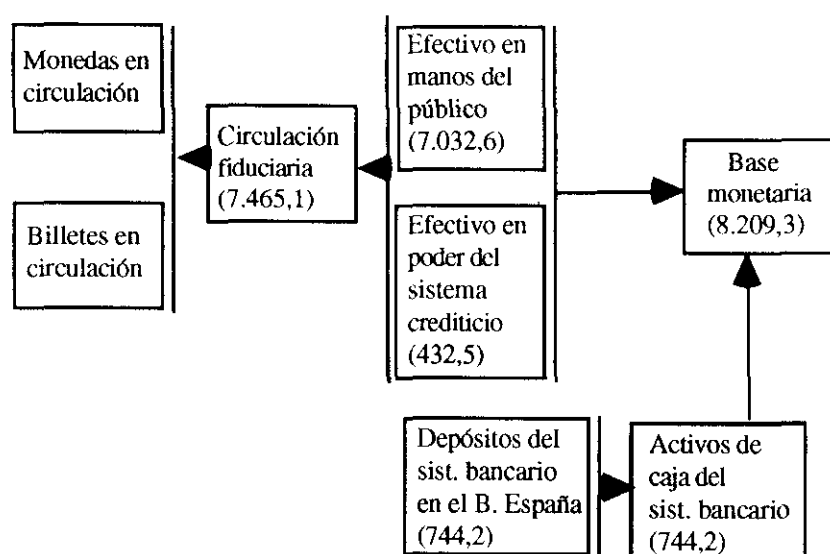 Monedas en
circulación
Billetes en
circulación
Circulación
fiduciaria
(7.465,1)
Efectivo en
manos del
público
(7.032,6)
Efectivo en
poder del
sistema
crediticio
(432,5)
Base
monetaria
(8.209,3)
Depósitos del
sist. bancario
en el B. España
(744,2)
Activos de
caja del
sist. bancario
(744,2)